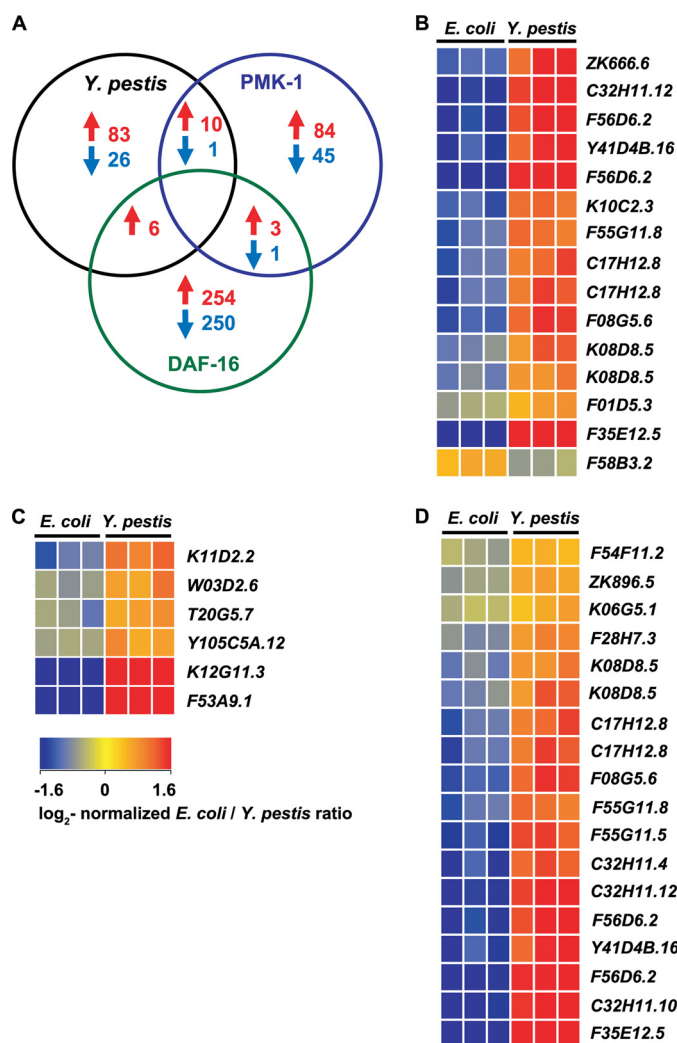 A
Y. pestis
PMK-1
83
26
10
1
84
45
6
3
1
254
250
DAF-16
B
E. coli Y. pestis
ZK666.6
C32H11.12
F56D6.2
Y41D4B.16
F56D6.2
K10C2.3
F55G11.8
C17H12.8
C17H12.8
F08G5.6
K08D8.5
K08D8.5
F01D5.3
F35E12.5
F58B3.2
C
E. coli Y. pestis
K11D2.2
W03D2.6
T20G5.7
Y105C5A.12
K12G11.3
F53A9.1
-1.6 0 1.6
log2- normalized E. coli / Y. pestis ratio
D
E. coli Y. pestis
F54F11.2
ZK896.5
K06G5.1
F28H7.3
K08D8.5
K08D8.5
C17H12.8
C17H12.8
F08G5.6
F55G11.8
F55G11.5
C32H11.4
C32H11.12
F56D6.2
Y41D4B.16
F56D6.2
C32H11.10
F35E12.5